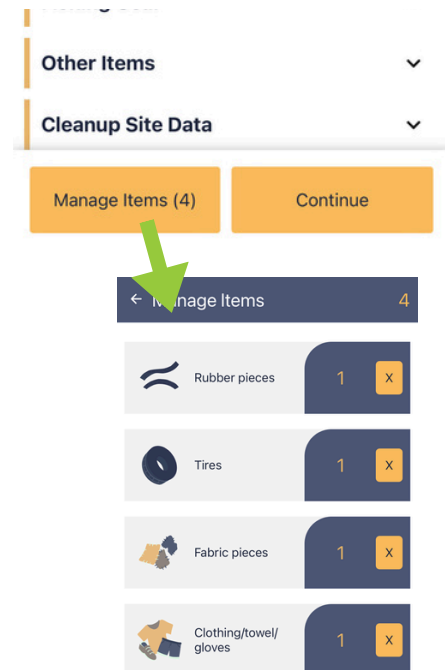 Other Items
Cleanup Site Data
Manage Items (4)
Continue
← Manage Items 4
Rubber pieces 1 X
Tires 1 X
Fabric pieces 1 X
Clothing/towel/
gloves 1 X